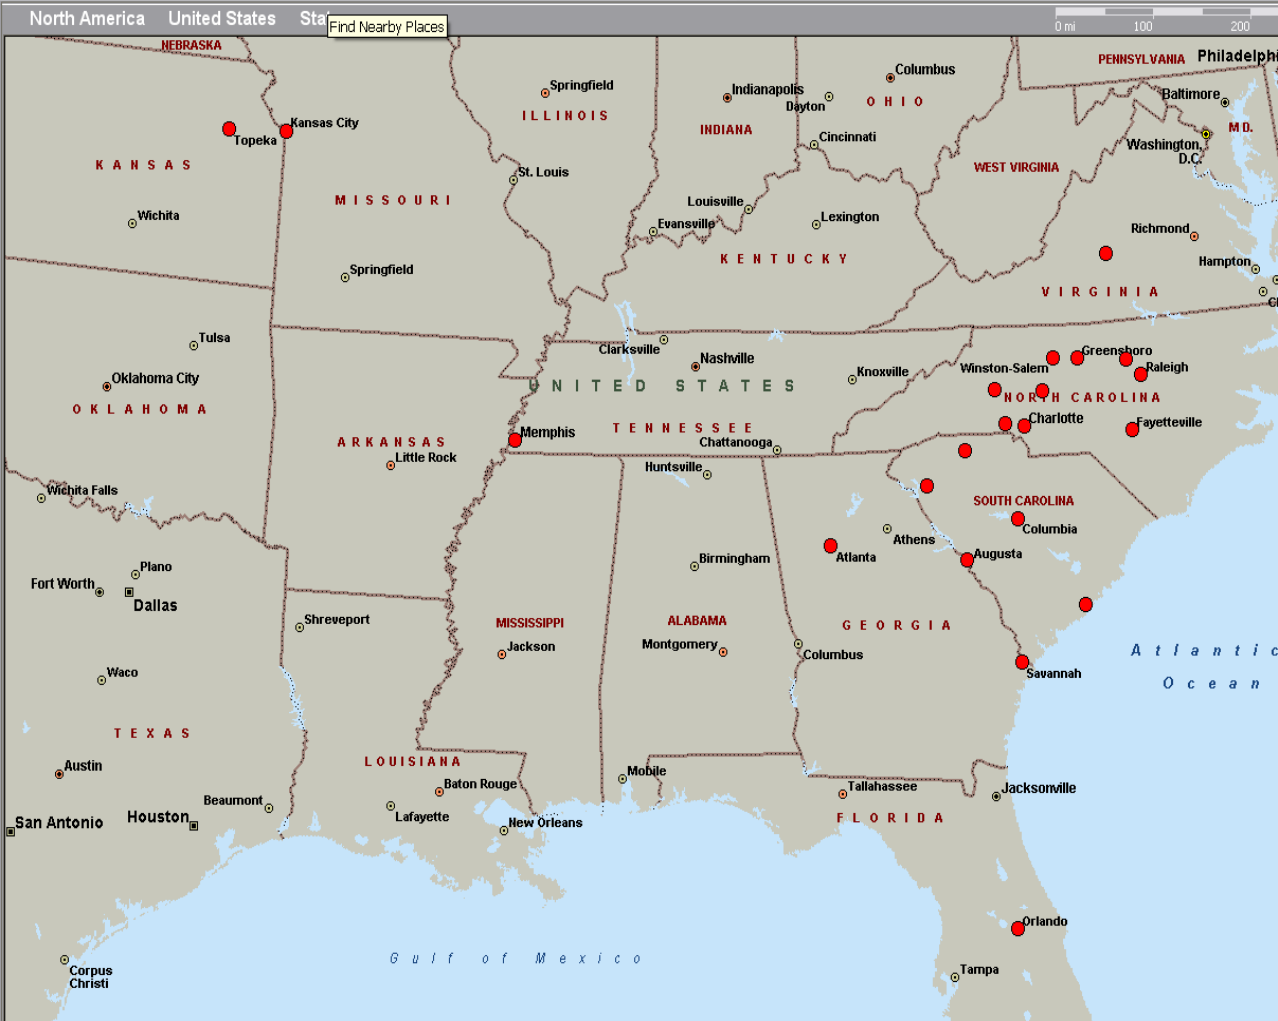 North America United States
Find Nearby Places
0 mi 100 200
NEBRASKA
PENNSYLVANIA
Columbus
Springfield
Indianapolis
Baltimore
OHIO
Dayton
ILLINOIS
INDIANA
MD.
Kansas City
Topeka
Cincinnati
Washington,
D.C.
KANSAS
WEST VIRGINIA
St. Louis
MISSOURI
Louisville
Wichita
Evansville
Lexington
Richmond
KENTUCKY
Hampton
Springfield
VIRGINIA
Tulsa
Clarksville
Nashville
Greensboro
Winston-Salem
Raleigh
Knoxville
Oklahoma City
UNITED STATES
NORTH CAROLINA
OKLAHOMA
Charlotte
Fayetteville
TENNESSEE
Memphis
ARKANSAS
Chattanooga
Little Rock
Huntsville
Wichita Falls
SOUTH CAROLINA
Columbia
Athens
Augusta
Atlanta
Birmingham
Plano
Fort Worth
Dallas
Shreveport
MISSISSIPPI
ALABAMA
GEORGIA
Jackson
Montgomery
Columbus
Atlantic
Ocean
Savannah
Waco
TEXAS
LOUISIANA
Austin
Mobile
Baton Rouge
Tallahassee
Jacksonville
Beaumont
Lafayette
FLORIDA
Houston
San Antonio
New Orleans
Orlando
Gulf of Mexico
Corpus
Christi
Tampa